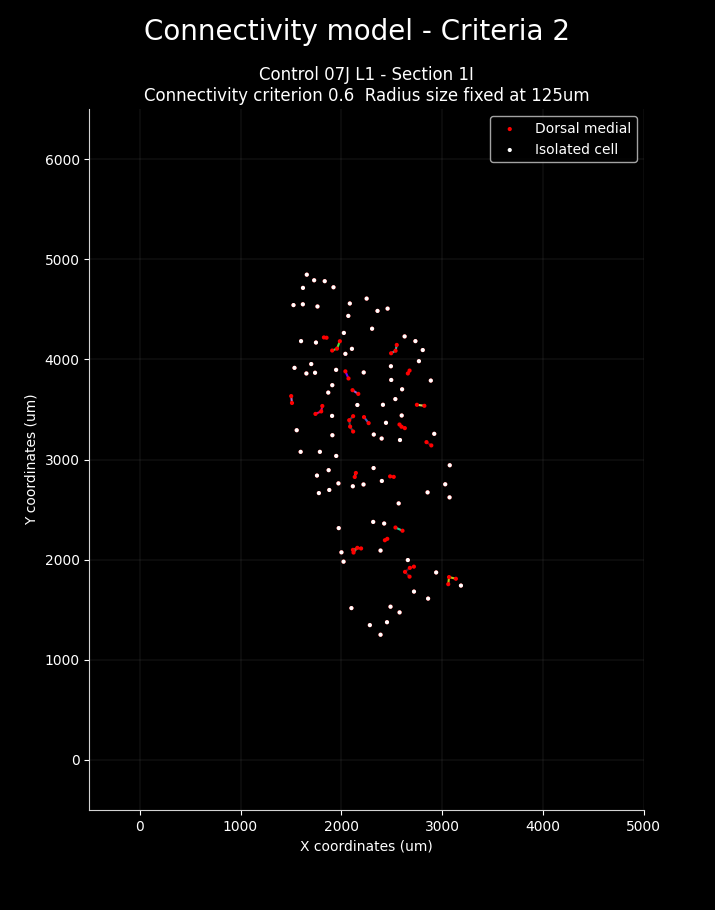 Connectivity model - Criteria 2
Control 07J L1 - Section 1I
Connectivity criterion 0.6  Radius size fixed at 125um
Dorsal medial
Isolated cell
6000
5000
4000
3000
2000
1000
0
Y coordinates (um)
0 1000 2000 3000 4000 5000
X coordinates (um)